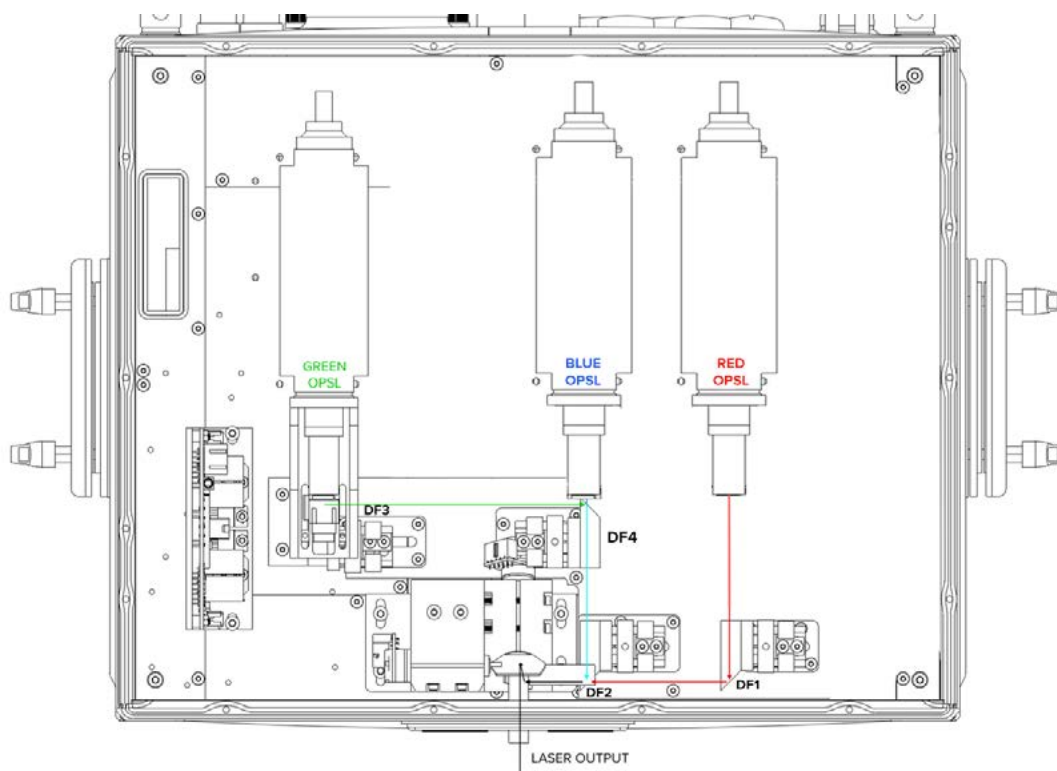 GREEN
OPSL
BLUE
OPSL
RED
OPSL
DF3
DF4
DF1
DF2
LASER OUTPUT